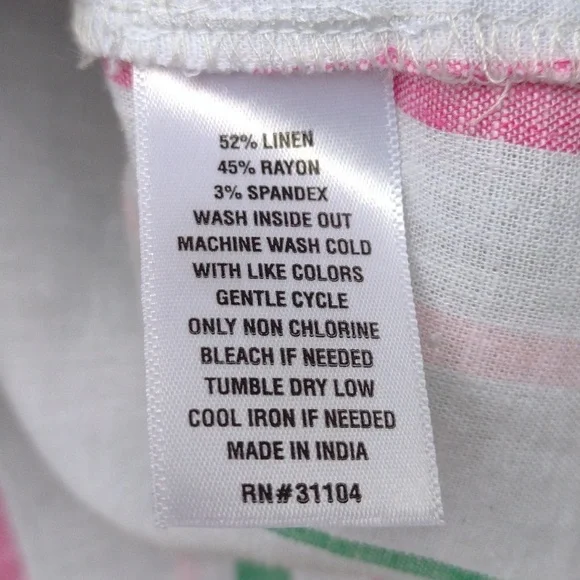 52% LINEN
45% RAYON
3% SPANDEX
WASH INSIDE OUT
MACHINE WASH COLD
WITH LIKE COLORS
GENTLE CYCLE
ONLY NON CHLORINE
BLEACH IF NEEDED
TUMBLE DRY LOW
COOL IRON IF NEEDED
MADE IN INDIA
RN#31104